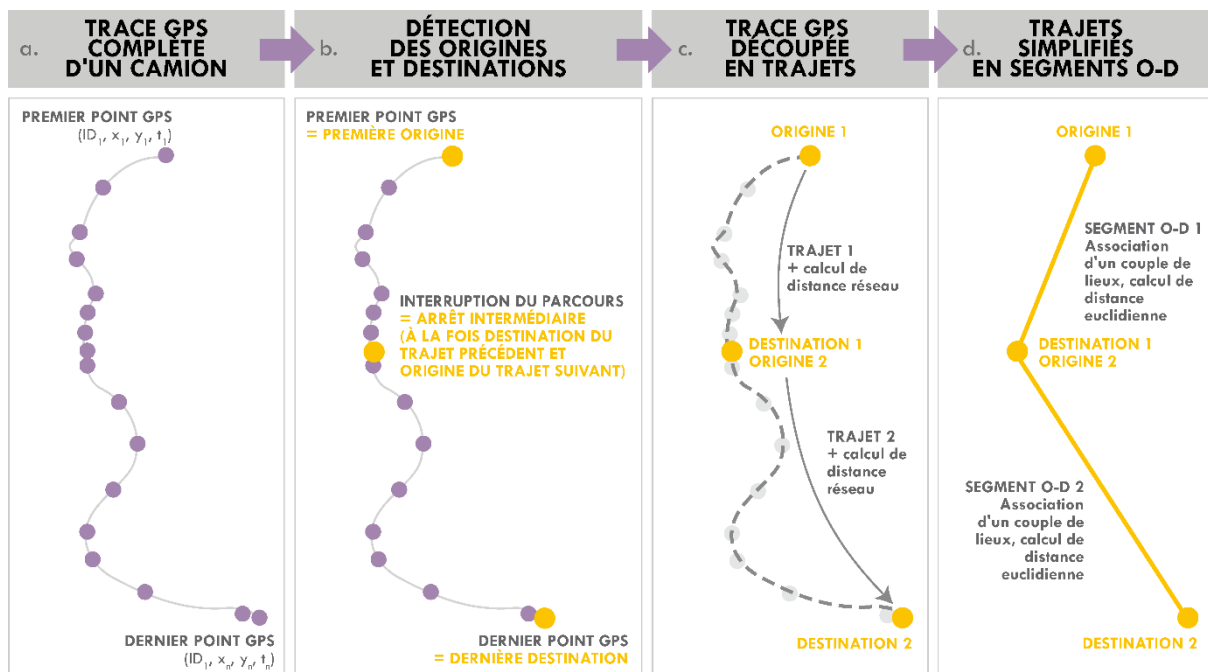 a.
TRACE GPS
COMPLÈTE
D'UN CAMION
b.
DÉTECTION
DES ORIGINES
ET DESTINATIONS
c.
TRACE GPS
DÉCOUPÉE
EN TRAJETS
d.
TRAJETS
SIMPLIFIÉS
EN SEGMENTS O-D
PREMIER POINT GPS
(ID₁, x₁, y₁, t₁)
DERNIER POINT GPS
(ID₁, xₙ, yₙ, tₙ)
PREMIER POINT GPS
= PREMIÈRE ORIGINE
INTERRUPTION DU PARCOURS
= ARRÊT INTERMÉDIAIRE
(À LA FOIS DESTINATION DU
TRAJET PRÉCÉDENT ET
ORIGINE DU TRAJET SUIVANT)
DERNIER POINT GPS
= DERNIÈRE DESTINATION
ORIGINE 1
TRAJET 1
+ calcul de
distance réseau
DESTINATION 1
ORIGINE 2
TRAJET 2
+ calcul de
distance
réseau
DESTINATION 2
ORIGINE 1
SEGMENT O-D 1
Association
d'un couple de
lieux, calcul de
distance
euclidienne
DESTINATION 1
ORIGINE 2
SEGMENT O-D 2
Association
d'un couple de
lieux, calcul de
distance
euclidienne
DESTINATION 2